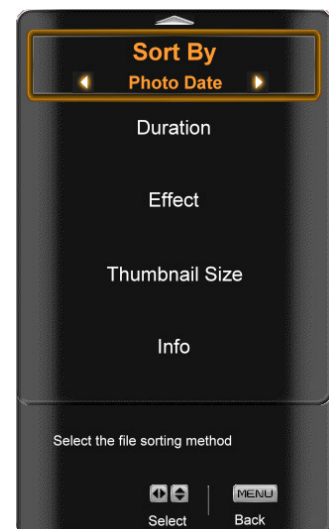 Sort By
Photo Date
Duration
Effect
Thumbnail Size
Info
Select the file sorting method
MENU
Select Back